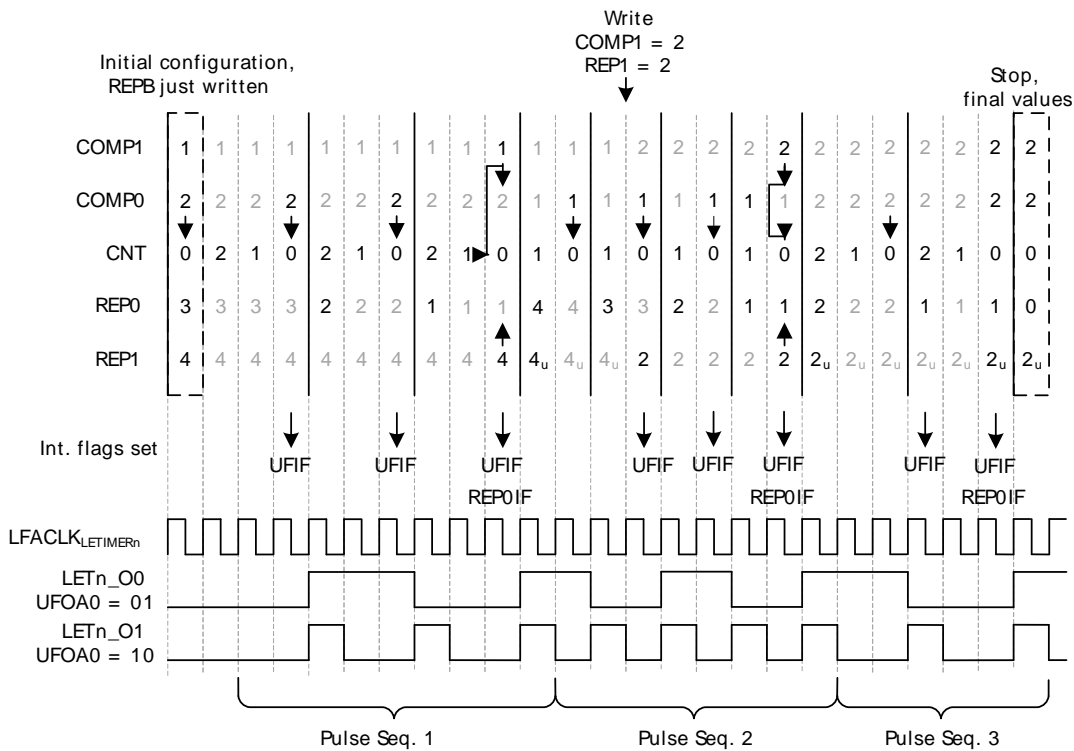 Write
COMP1 = 2
REP1 = 2
Initial configuration,
REPB just written
Stop,
final values
COMP1 1 1 1 1 1 1 1 1 1 1 1 1 1 2 2 2 2 2 2 2 2 2 2 2 2
COMP0 2 2 2 2 2 2 2 2 2 2 1 1 1 1 1 1 1 1 2 2 2 2 2 2 2
CNT 0 2 1 0 2 1 0 2 1 0 1 0 1 0 1 0 1 0 2 1 0 2 1 0 0
REP0 3 3 3 3 2 2 2 1 1 1 4 4 3 3 2 2 1 1 2 2 2 1 1 1 0
REP1 4 4 4 4 4 4 4 4 4 4 4u 4u 4u 2 2 2 2 2 2u 2u 2u 2u 2u 2u 2u
Int. flags set
UFIF UFIF UFIF UFIF UFIF UFIF UFIF UFIF
REP0IF REP0IF REP0IF
LFACLKLETIMERn
LETn_O0
UFOA0 = 01
LETn_O1
UFOA0 = 10
Pulse Seq. 1 Pulse Seq. 2 Pulse Seq. 3